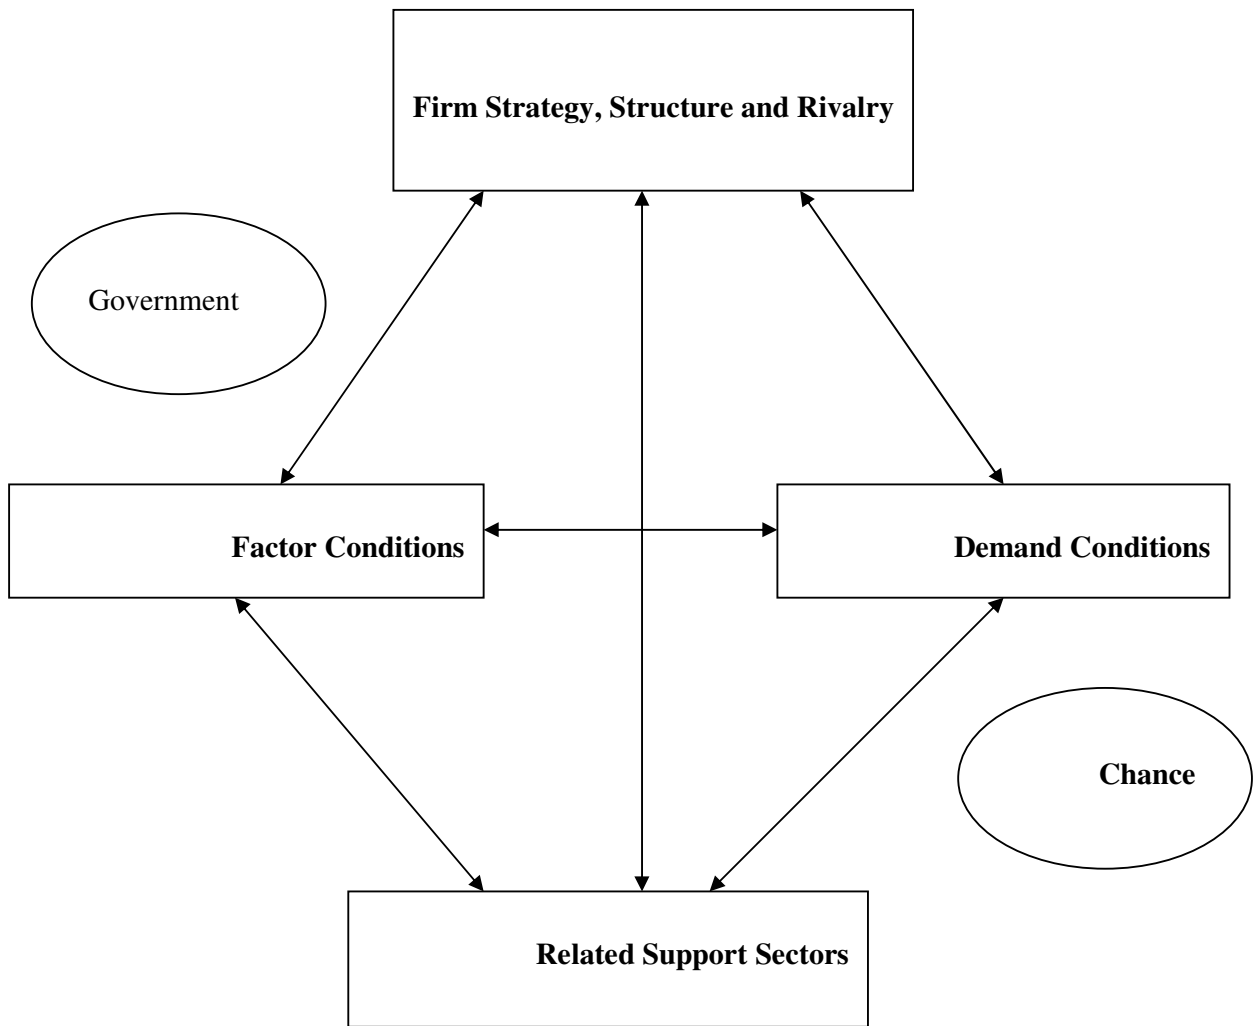 Firm Strategy, Structure and Rivalry
Government
Factor Conditions
Demand Conditions
Chance
Related Support Sectors